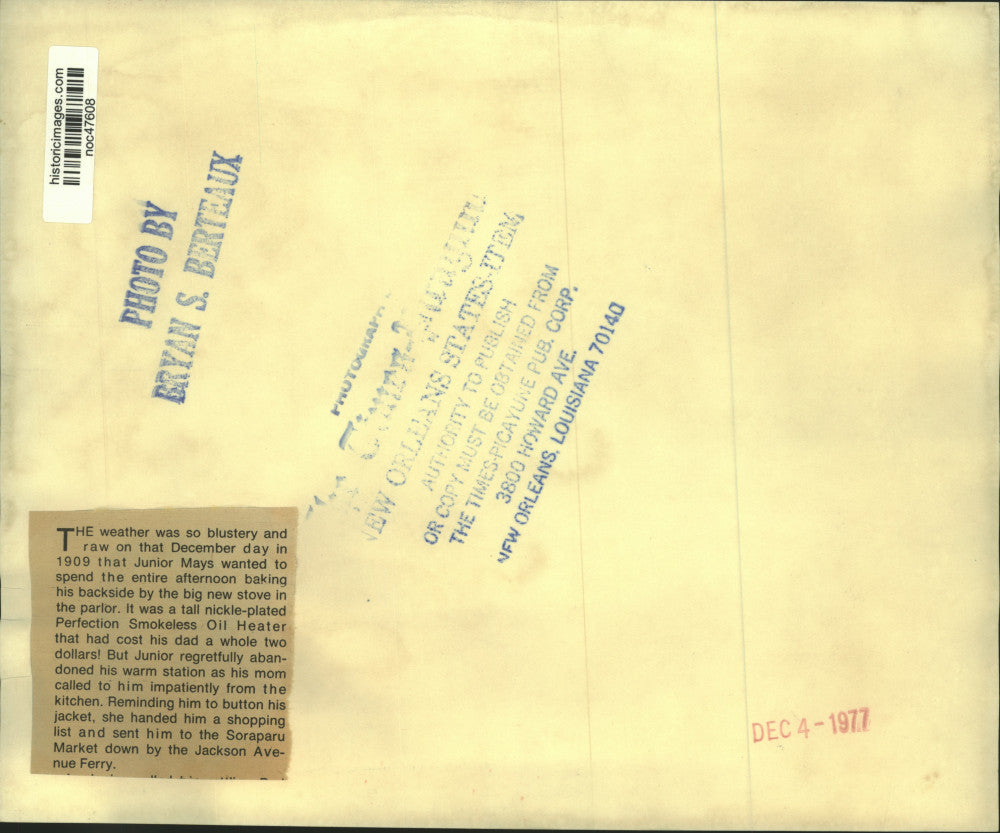 historicimages.com
noc47608
PHOTO BY
BRYAN S. BERTEAUX
PHOTOGRAPH
NEW ORLEANS STATES-ITEM
AUTHORITY TO PUBLISH
OR COPY MUST BE OBTAINED FROM
THE TIMES-PICAYUNE PUB. CORP.
3800 HOWARD AVE.
NEW ORLEANS, LOUISIANA 70140
THE weather was so blustery and
raw on that December day in
1909 that Junior Mays wanted to
spend the entire afternoon baking
his backside by the big new stove in
the parlor. It was a tall nickle-plated
Perfection Smokeless Oil Heater
that had cost his dad a whole two
dollars! But Junior regretfully aban-
doned his warm station as his mom
called to him impatiently from the
kitchen. Reminding him to button his
jacket, she handed him a shopping
list and sent him to the Soraparu
Market down by the Jackson Ave-
nue Ferry.
DEC 4-1977